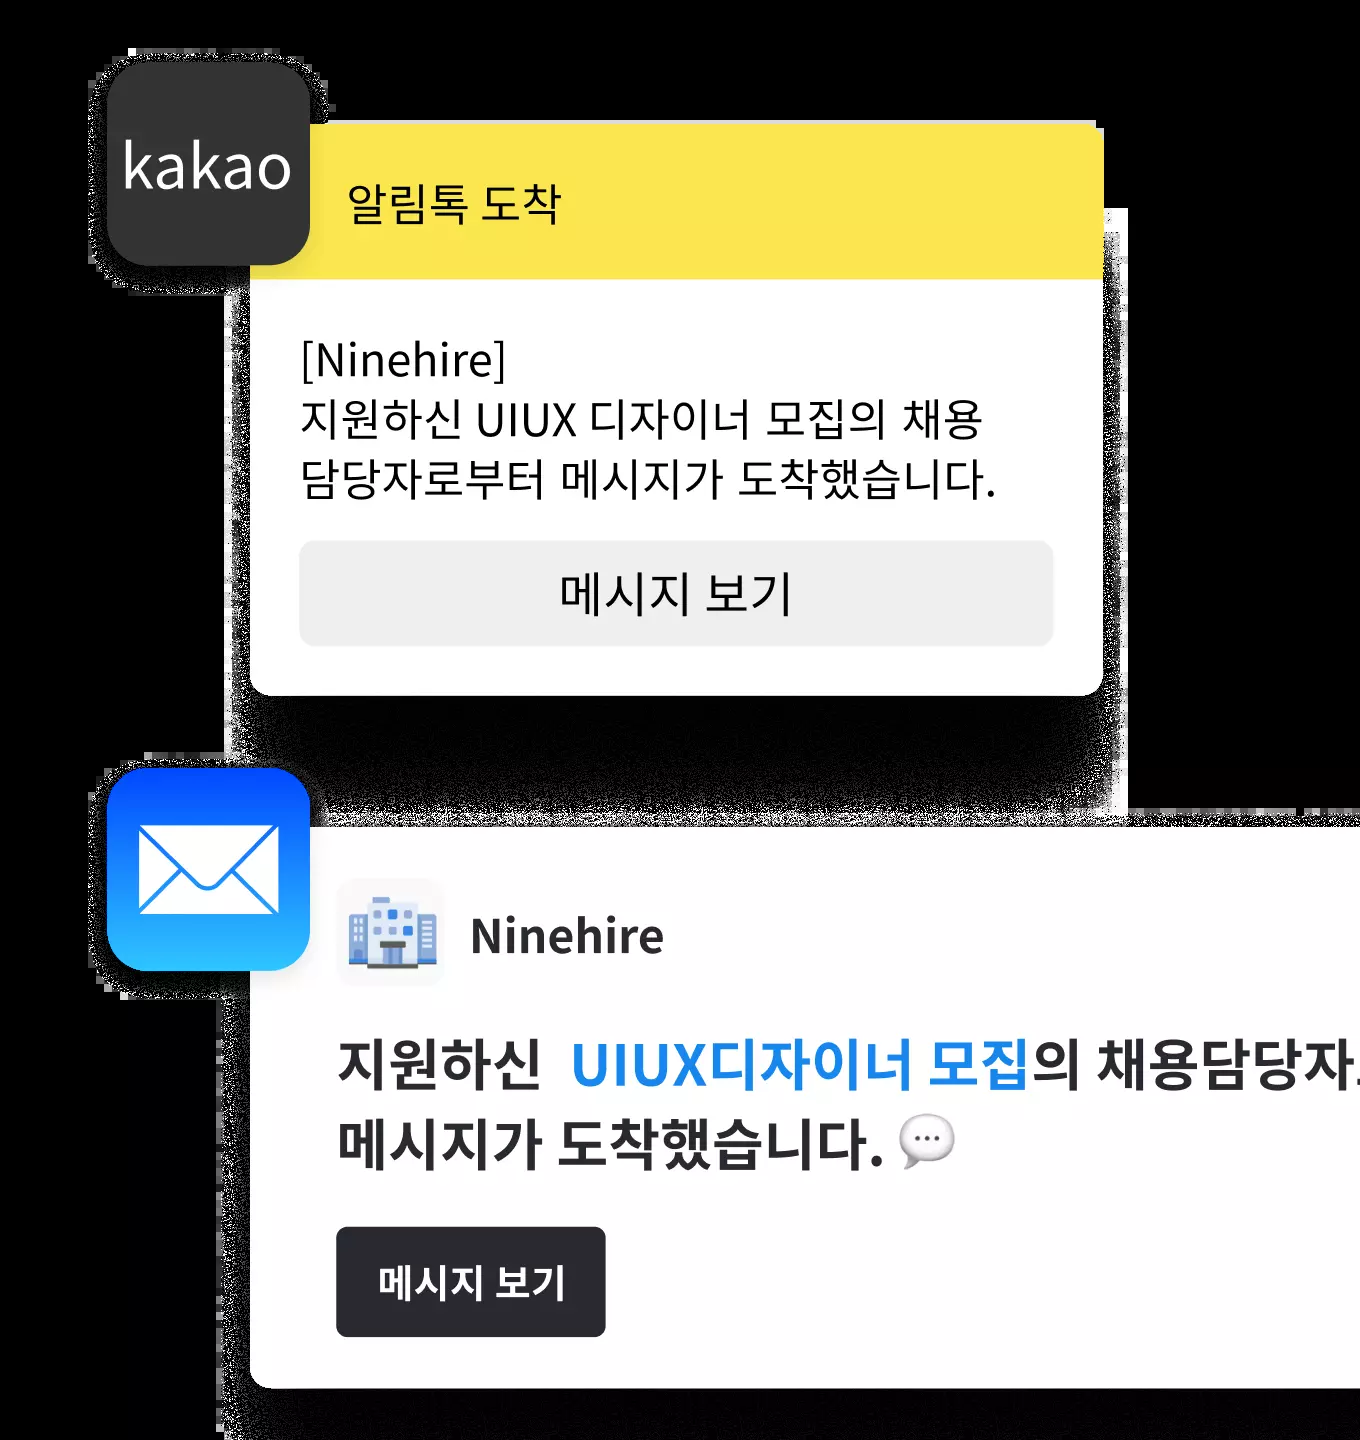 kakao
알림톡 도착
[Ninehire]
지원하신 UIUX 디자이너 모집의 채용
담당자로부터 메시지가 도착했습니다.
메시지 보기
Ninehire
지원하신 UIUX디자이너 모집의 채용담당자
메시지가 도착했습니다.
메시지 보기